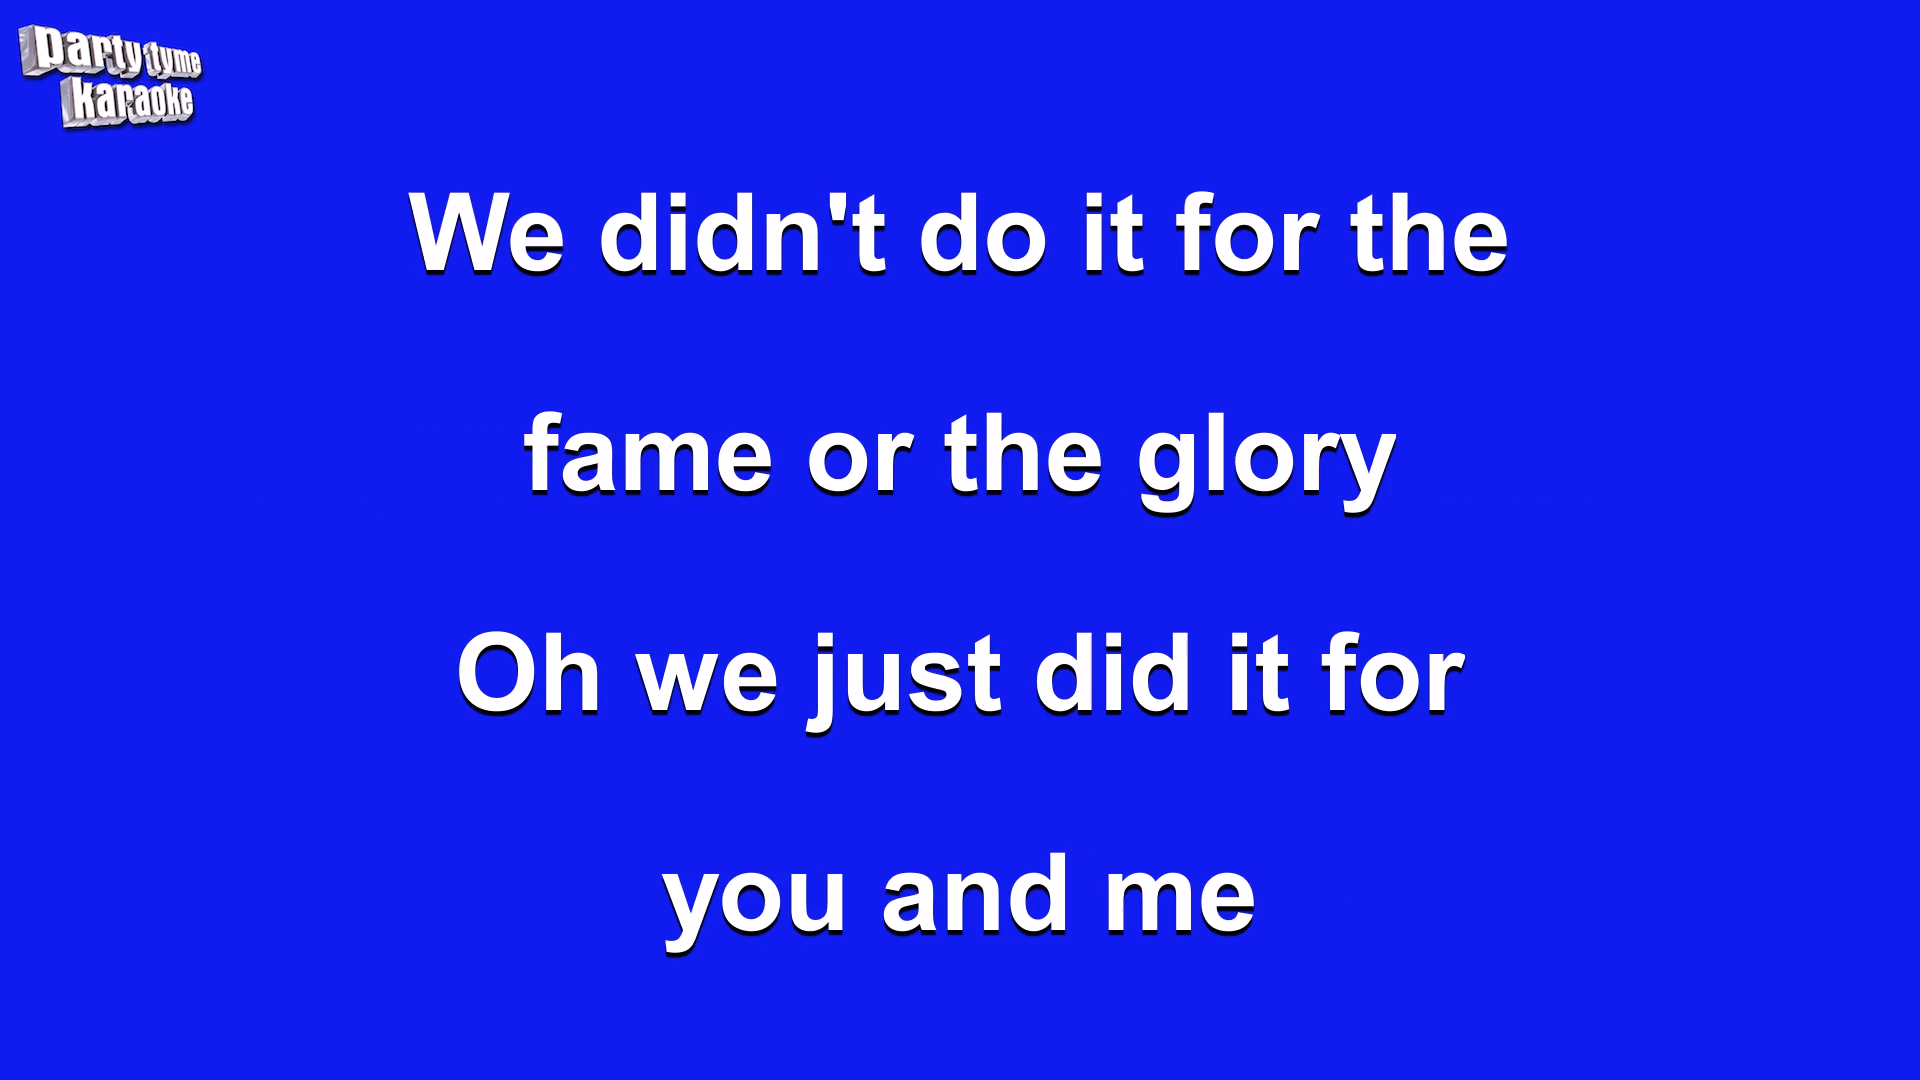 party tyme
karaoke
We didn't do it for the
fame or the glory
Oh we just did it for
you and me